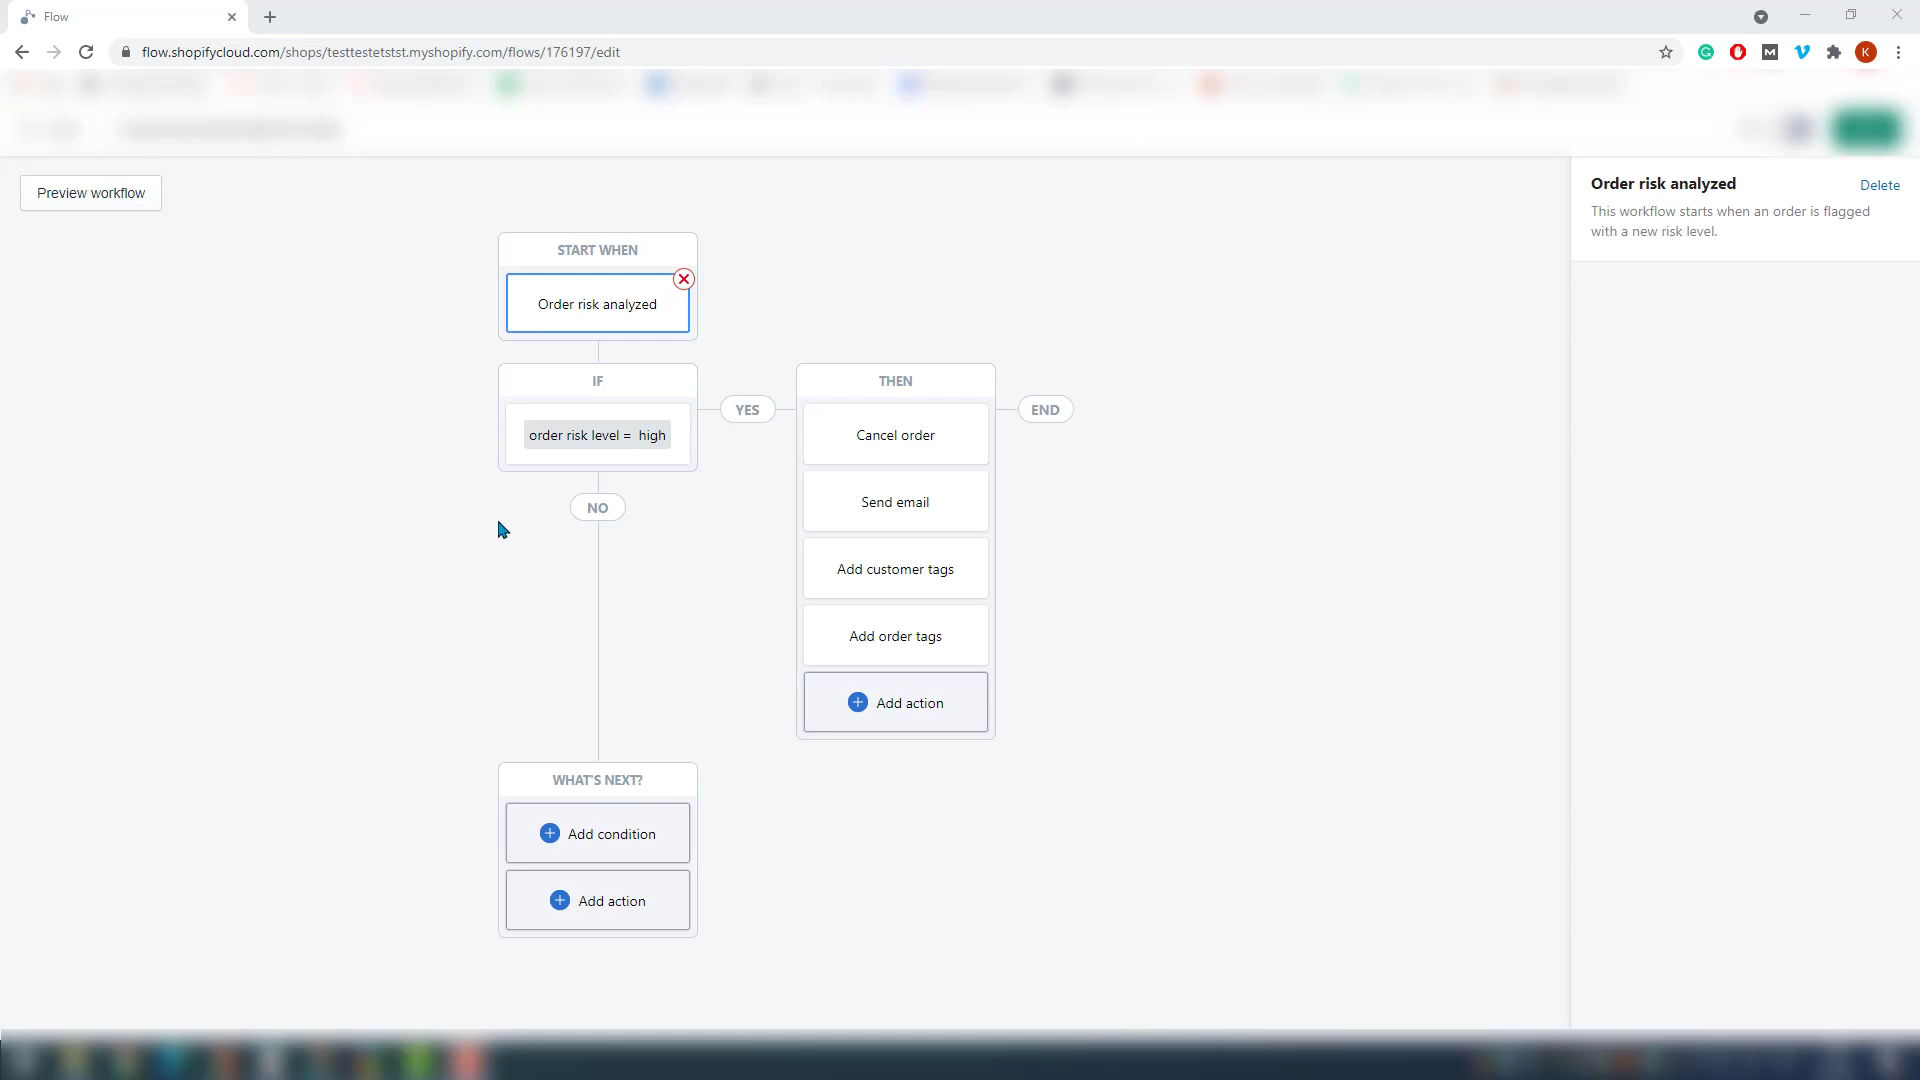 Flow
flow.shopifycloud.com/shops/testtestetstst.myshopify.com/flows/176197/edit
K
Preview workflow
Order risk analyzed
Delete
This workflow starts when an order is flagged
with a new risk level.
START WHEN
Order risk analyzed
IF
order risk level = high
YES
THEN
END
Cancel order
Send email
Add customer tags
Add order tags
Add action
NO
WHAT'S NEXT?
Add condition
Add action